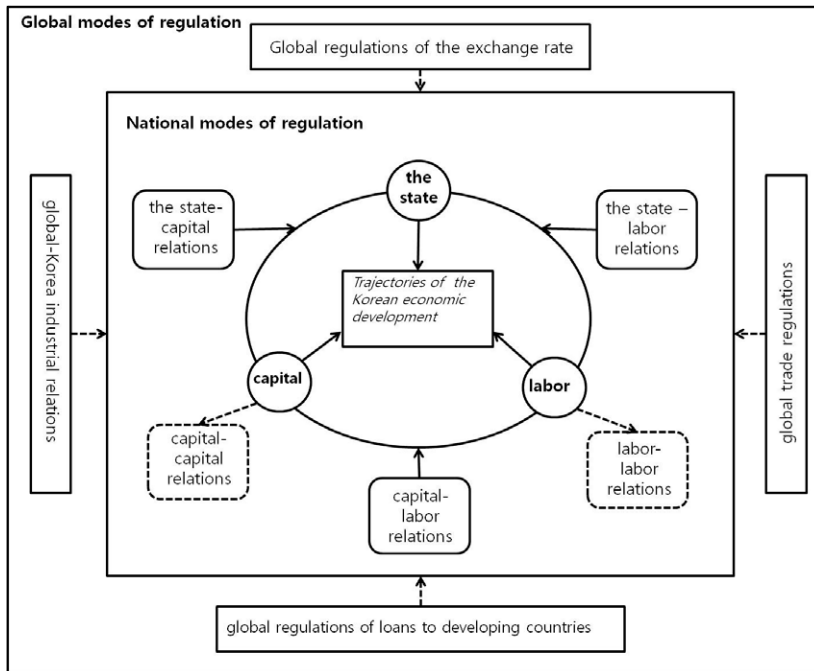 Global modes of regulation
Global regulations of the exchange rate
National modes of regulation
the
state
the state-
capital
relations
the state –
labor
relations
Trajectories of the
Korean economic
development
global-Korea industrial relations
global trade regulations
capital
labor
capital-
capital
relations
labor-
labor
relations
capital-
labor
relations
global regulations of loans to developing countries